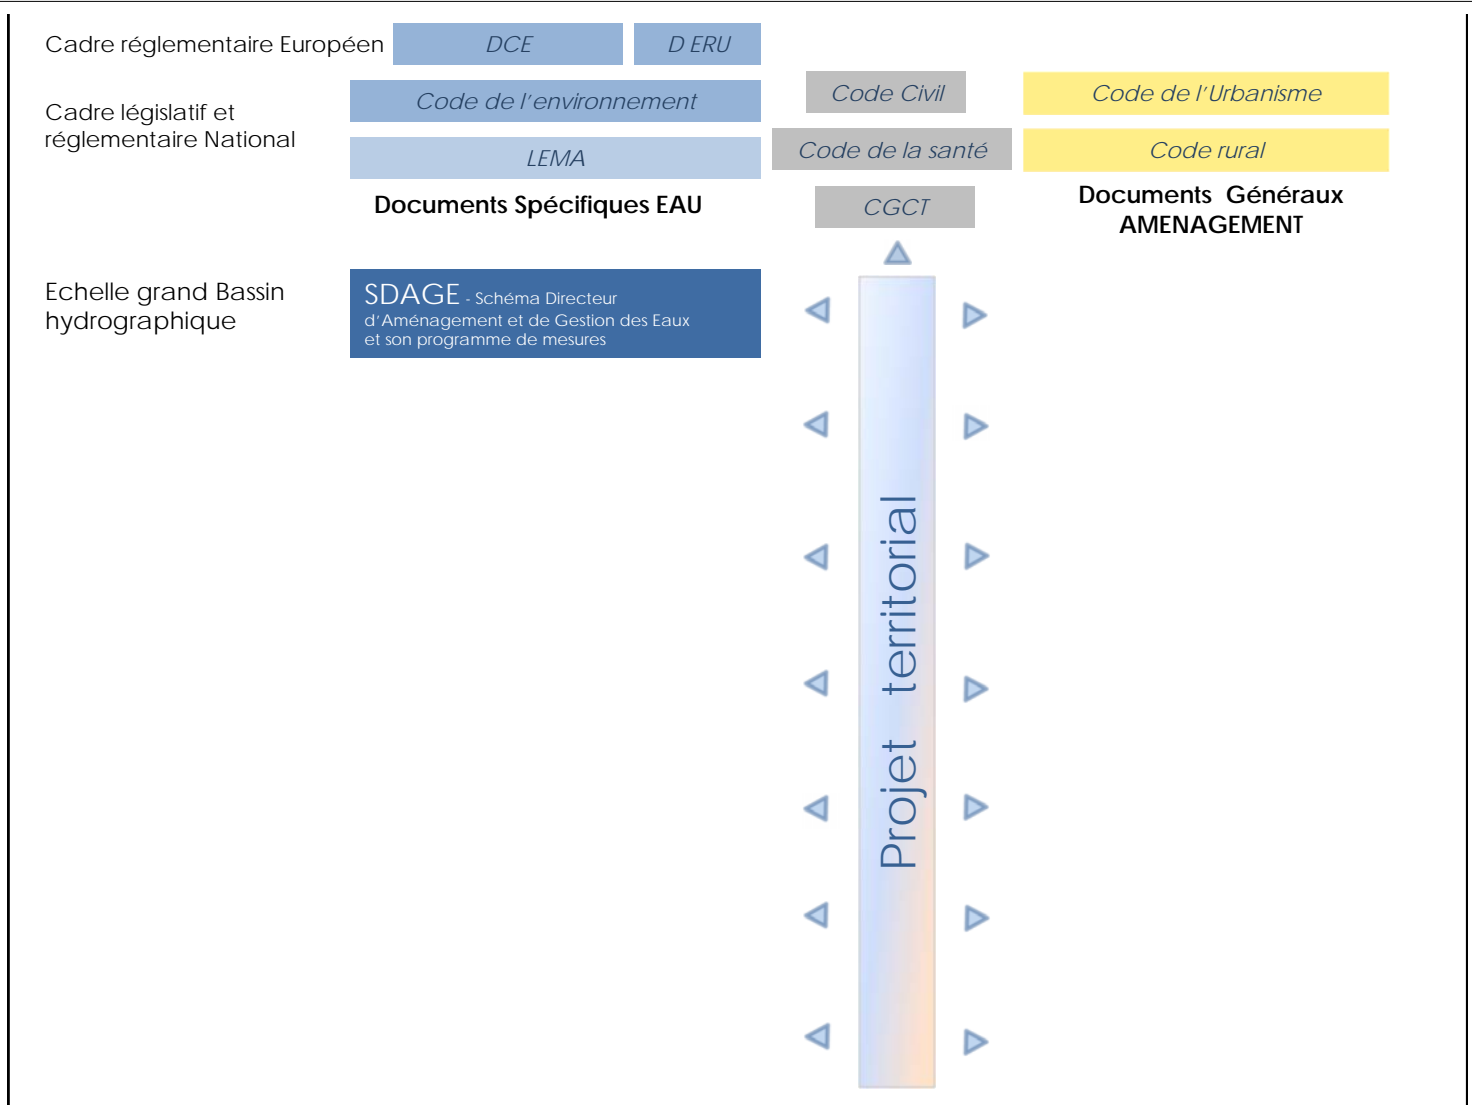 Cadre réglementaire Européen
DCE
D ERU
Cadre législatif et
réglementaire National
Code de l'environnement
LEMA
Code Civil
Code de la santé
CGCT
Code de l'Urbanisme
Code rural
Documents Spécifiques EAU
Documents Généraux
AMENAGEMENT
Echelle grand Bassin
hydrographique
SDAGE - Schéma Directeur
d'Aménagement et de Gestion des Eaux
et son programme de mesures
Projet territorial